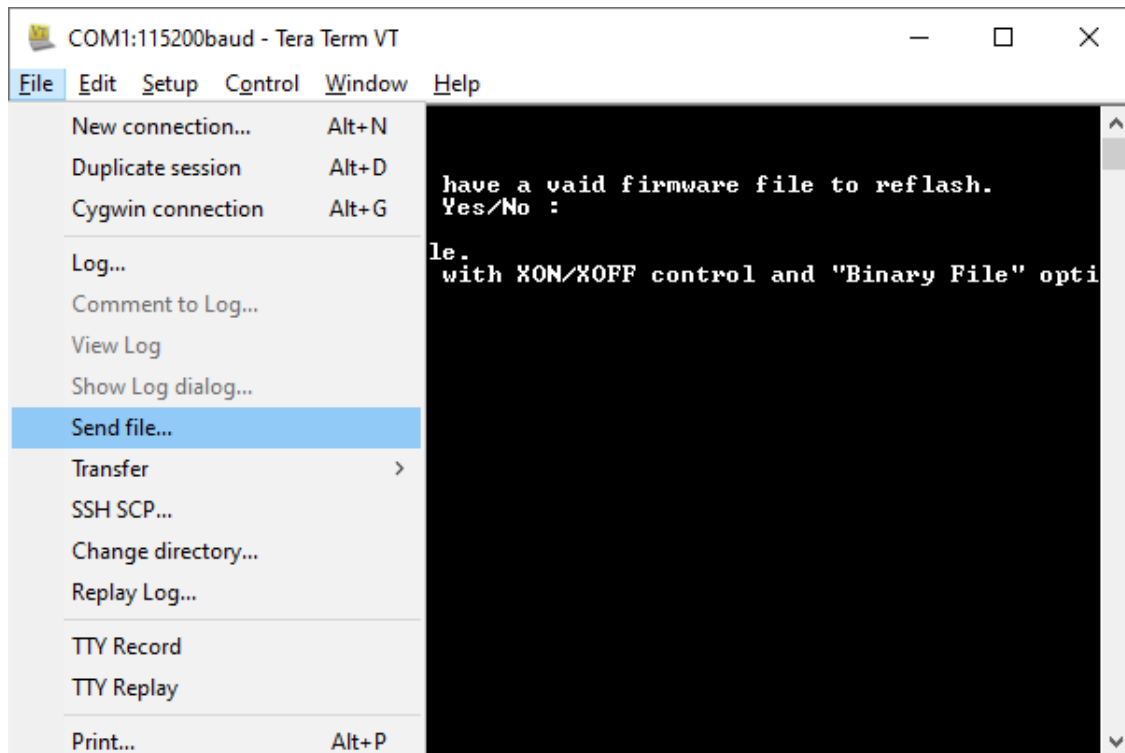 COM1:115200baud - Tera Term VT
File Edit Setup Control Window Help
New connection... Alt+N
Duplicate session Alt+D
Cygwin connection Alt+G
Log...
Comment to Log...
View Log
Show Log dialog...
Send file...
Transfer
SSH SCP...
Change directory...
Replay Log...
TTY Record
TTY Replay
Print... Alt+P
have a vaid firmware file to reflash.
Yes/No :
le.
with XON/XOFF control and "Binary File" opti